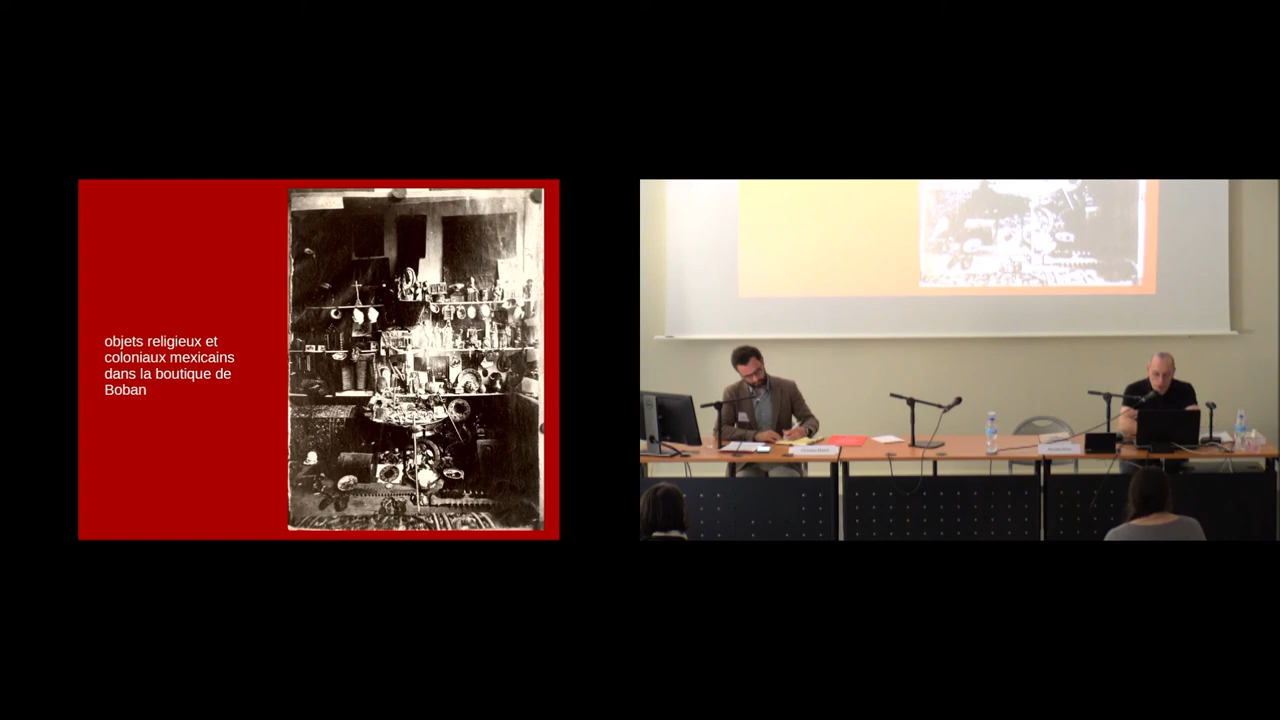 objets religieux et
coloniaux mexicains
dans la boutique de
Boban